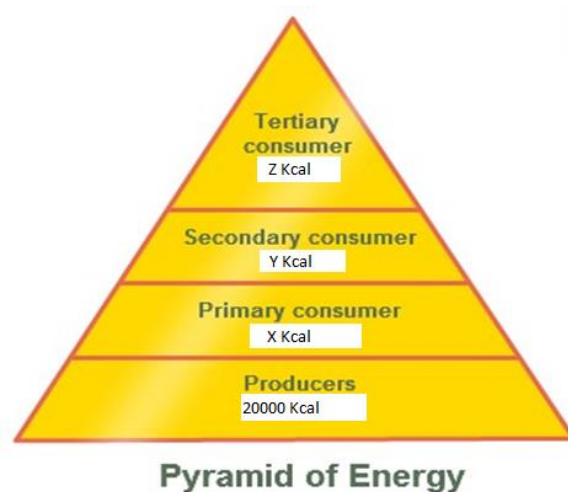 Tertiary
consumer
Z Kcal
Secondary consumer
Y Kcal
Primary consumer
X Kcal
Producers
20000 Kcal
Pyramid of Energy